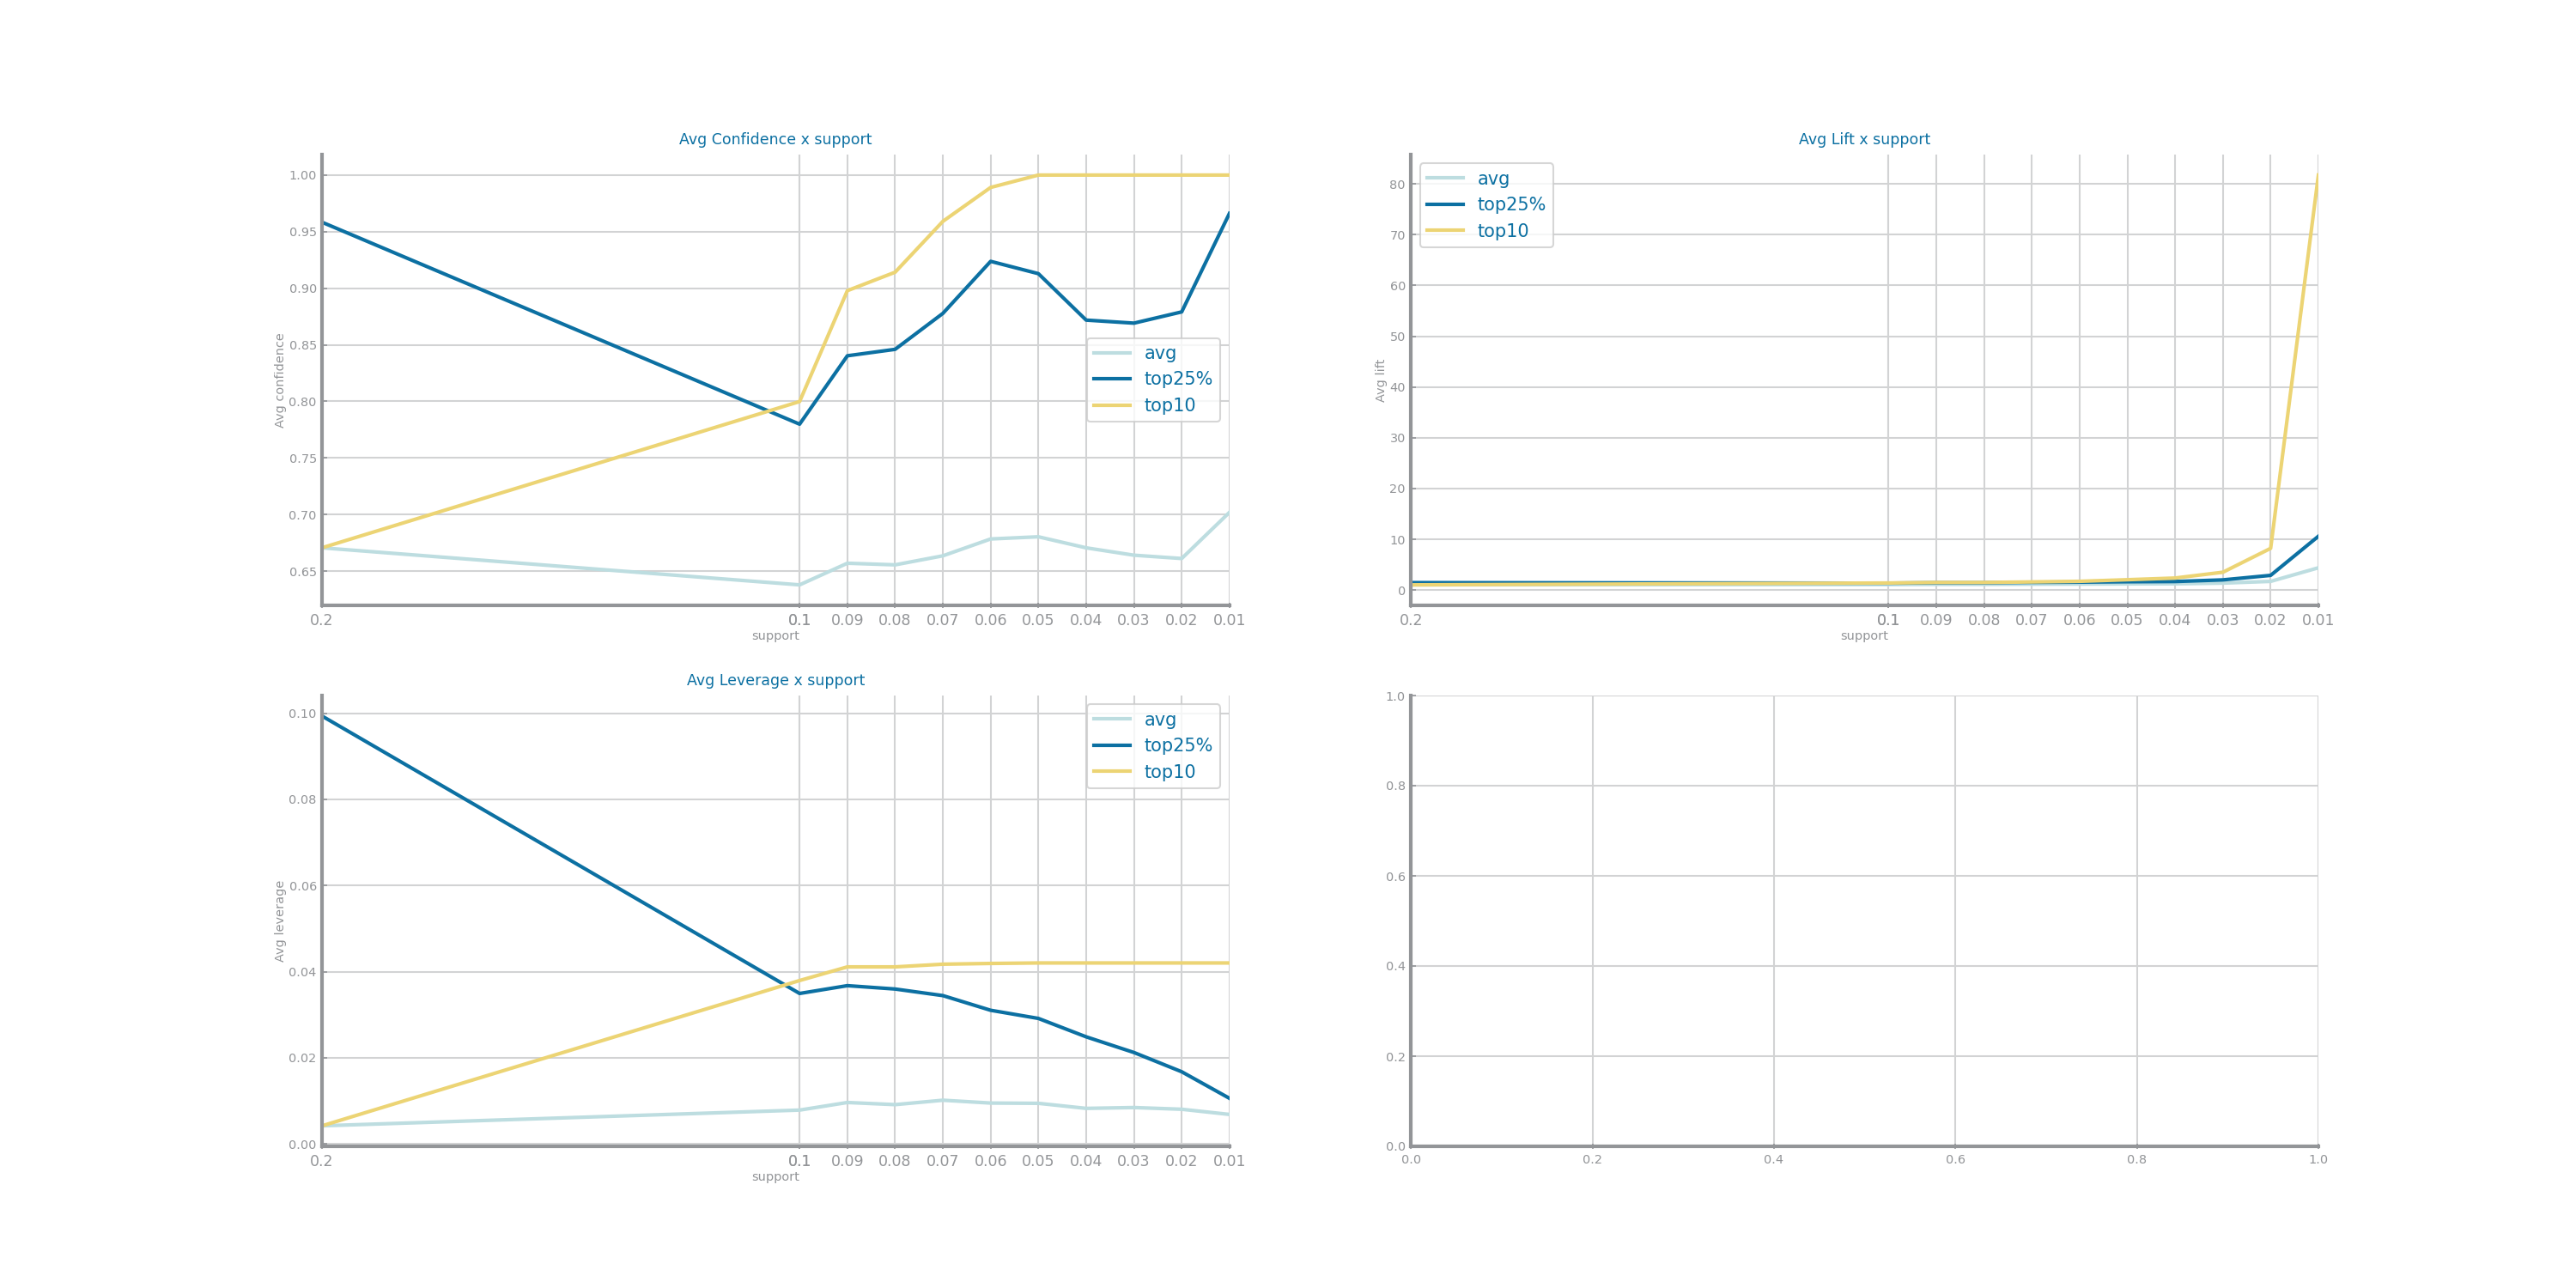 Avg Confidence x support
1.00
0.95
0.90
0.85
0.80
0.75
0.70
0.65
Avg confidence
avg
top25%
top10
0.2 0.1 0.09 0.08 0.07 0.06 0.05 0.04 0.03 0.02 0.01
support
Avg Lift x support
80
70
60
50
40
30
20
10
0
Avg lift
avg
top25%
top10
0.2 0.1 0.09 0.08 0.07 0.06 0.05 0.04 0.03 0.02 0.01
support
Avg Leverage x support
0.10
0.08
0.06
0.04
0.02
0.00
Avg leverage
avg
top25%
top10
0.2 0.1 0.09 0.08 0.07 0.06 0.05 0.04 0.03 0.02 0.01
support
1.0
0.8
0.6
0.4
0.2
0.0
0.0 0.2 0.4 0.6 0.8 1.0